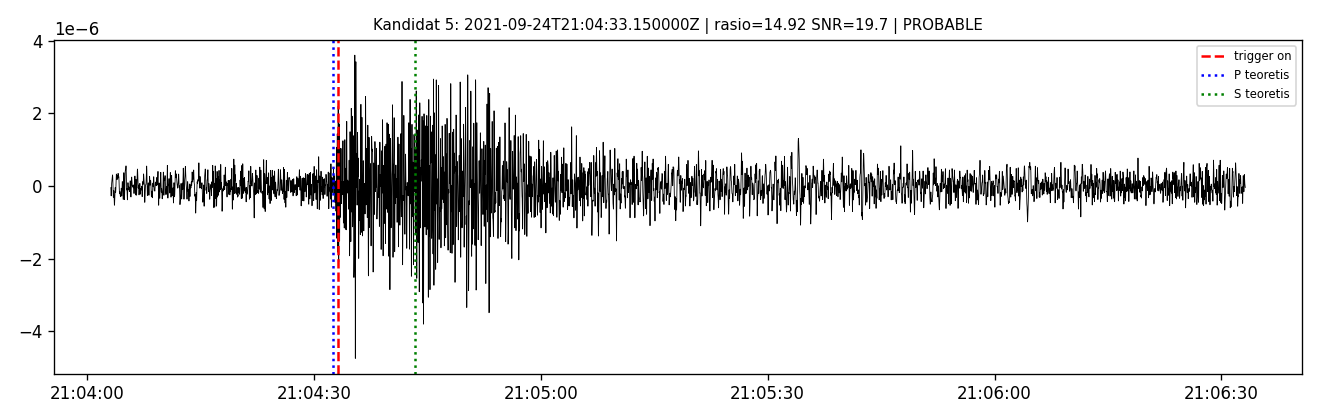 Kandidat 5: 2021-09-24T21:04:33.150000Z | rasio=14.92 SNR=19.7 | PROBABLE
1e−6
4
2
0
−2
−4
trigger on
P teoretis
S teoretis
21:04:00 21:04:30 21:05:00 21:05:30 21:06:00 21:06:30